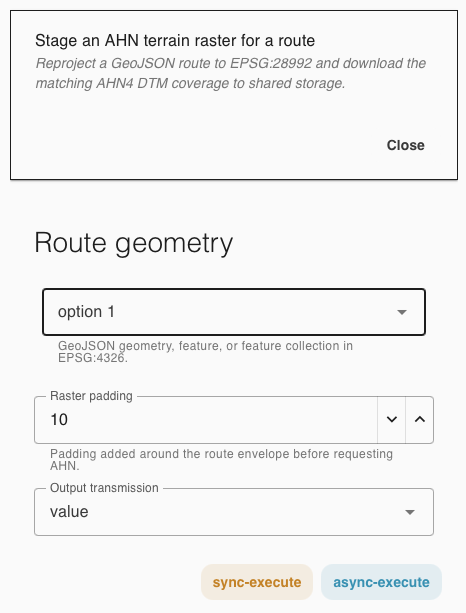 Stage an AHN terrain raster for a route
Reproject a GeoJSON route to EPSG:28992 and download the
matching AHN4 DTM coverage to shared storage.
Close
Route geometry
option 1
GeoJSON geometry, feature, or feature collection in
EPSG:4326.
Raster padding
10
Padding added around the route envelope before requesting
AHN.
Output transmission
value
sync-execute
async-execute